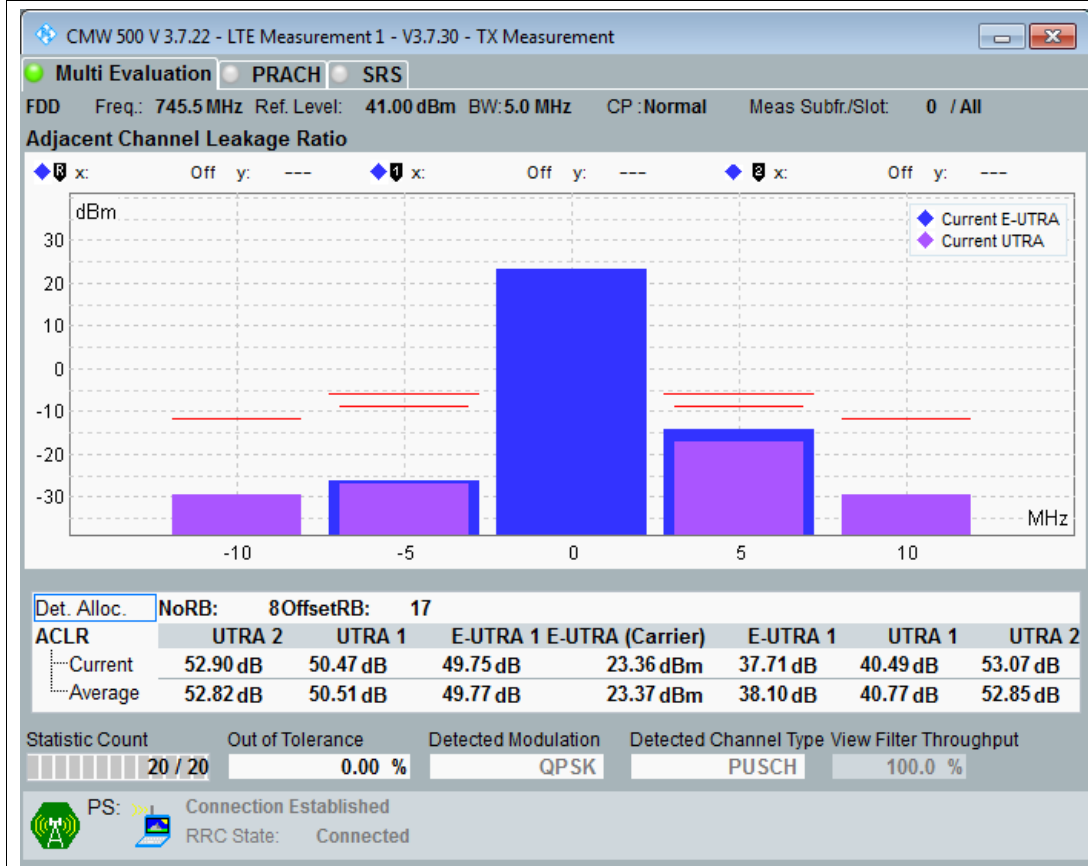 CMW 500 V 3.7.22 - LTE Measurement 1 - V3.7.30 - TX Measurement
Multi Evaluation PRACH SRS
FDD Freq.: 745.5 MHz Ref. Level: 41.00 dBm BW: 5.0 MHz CP : Normal Meas Subfr./Slot: 0 / All
Adjacent Channel Leakage Ratio
R x: Off y: --- 1 x: Off y: --- 2 x: Off y: ---
dBm
Current E-UTRA
Current UTRA
30
20
10
0
-10
-20
-30
MHz
-10 -5 0 5 10
Det. Alloc. NoRB: 8 OffsetRB: 17
ACLR UTRA 2 UTRA 1 E-UTRA 1 E-UTRA (Carrier) E-UTRA 1 UTRA 1 UTRA 2
Current 52.90 dB 50.47 dB 49.75 dB 23.36 dBm 37.71 dB 40.49 dB 53.07 dB
Average 52.82 dB 50.51 dB 49.77 dB 23.37 dBm 38.10 dB 40.77 dB 52.85 dB
Statistic Count Out of Tolerance Detected Modulation Detected Channel Type View Filter Throughput
20 / 20 0.00 % QPSK PUSCH 100.0 %
PS: Connection Established
RRC State: Connected